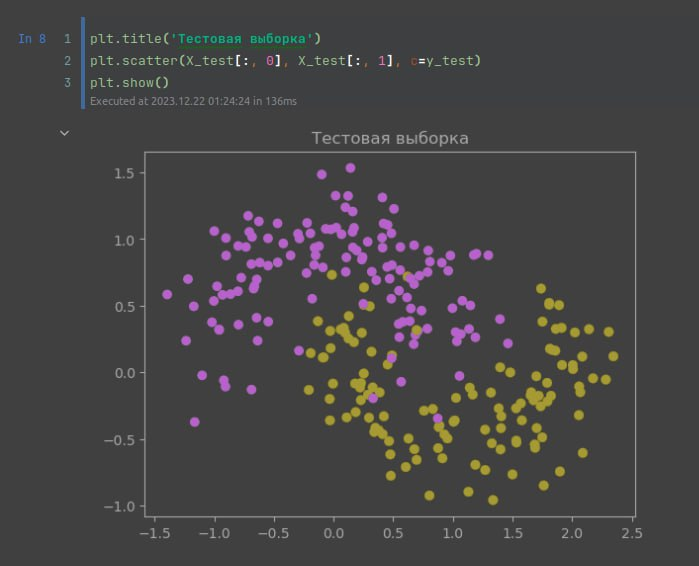 In 8
1 plt.title('Тестовая выборка')
2 plt.scatter(X_test[:, 0], X_test[:, 1], c=y_test)
3 plt.show()
Executed at 2023.12.22 01:24:24 in 136ms
Тестовая выборка
1.5
1.0
0.5
0.0
−0.5
−1.0
−1.5 −1.0 −0.5 0.0 0.5 1.0 1.5 2.0 2.5